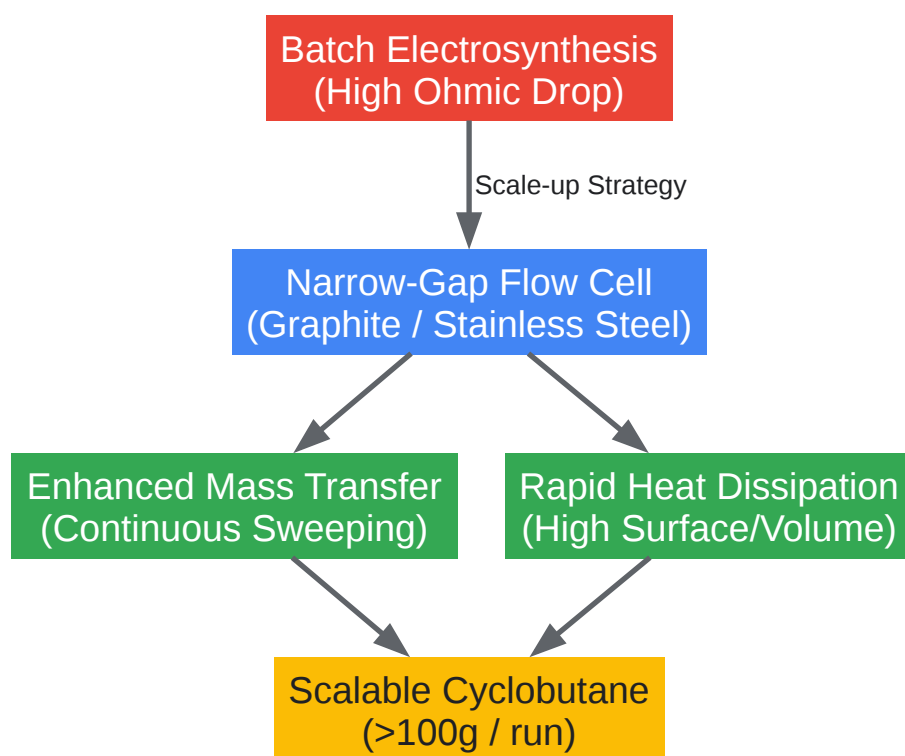 Batch Electrosynthesis
(High Ohmic Drop)
Scale-up Strategy
Narrow-Gap Flow Cell
(Graphite / Stainless Steel)
Enhanced Mass Transfer
(Continuous Sweeping)
Rapid Heat Dissipation
(High Surface/Volume)
Scalable Cyclobutane
(>100g / run)